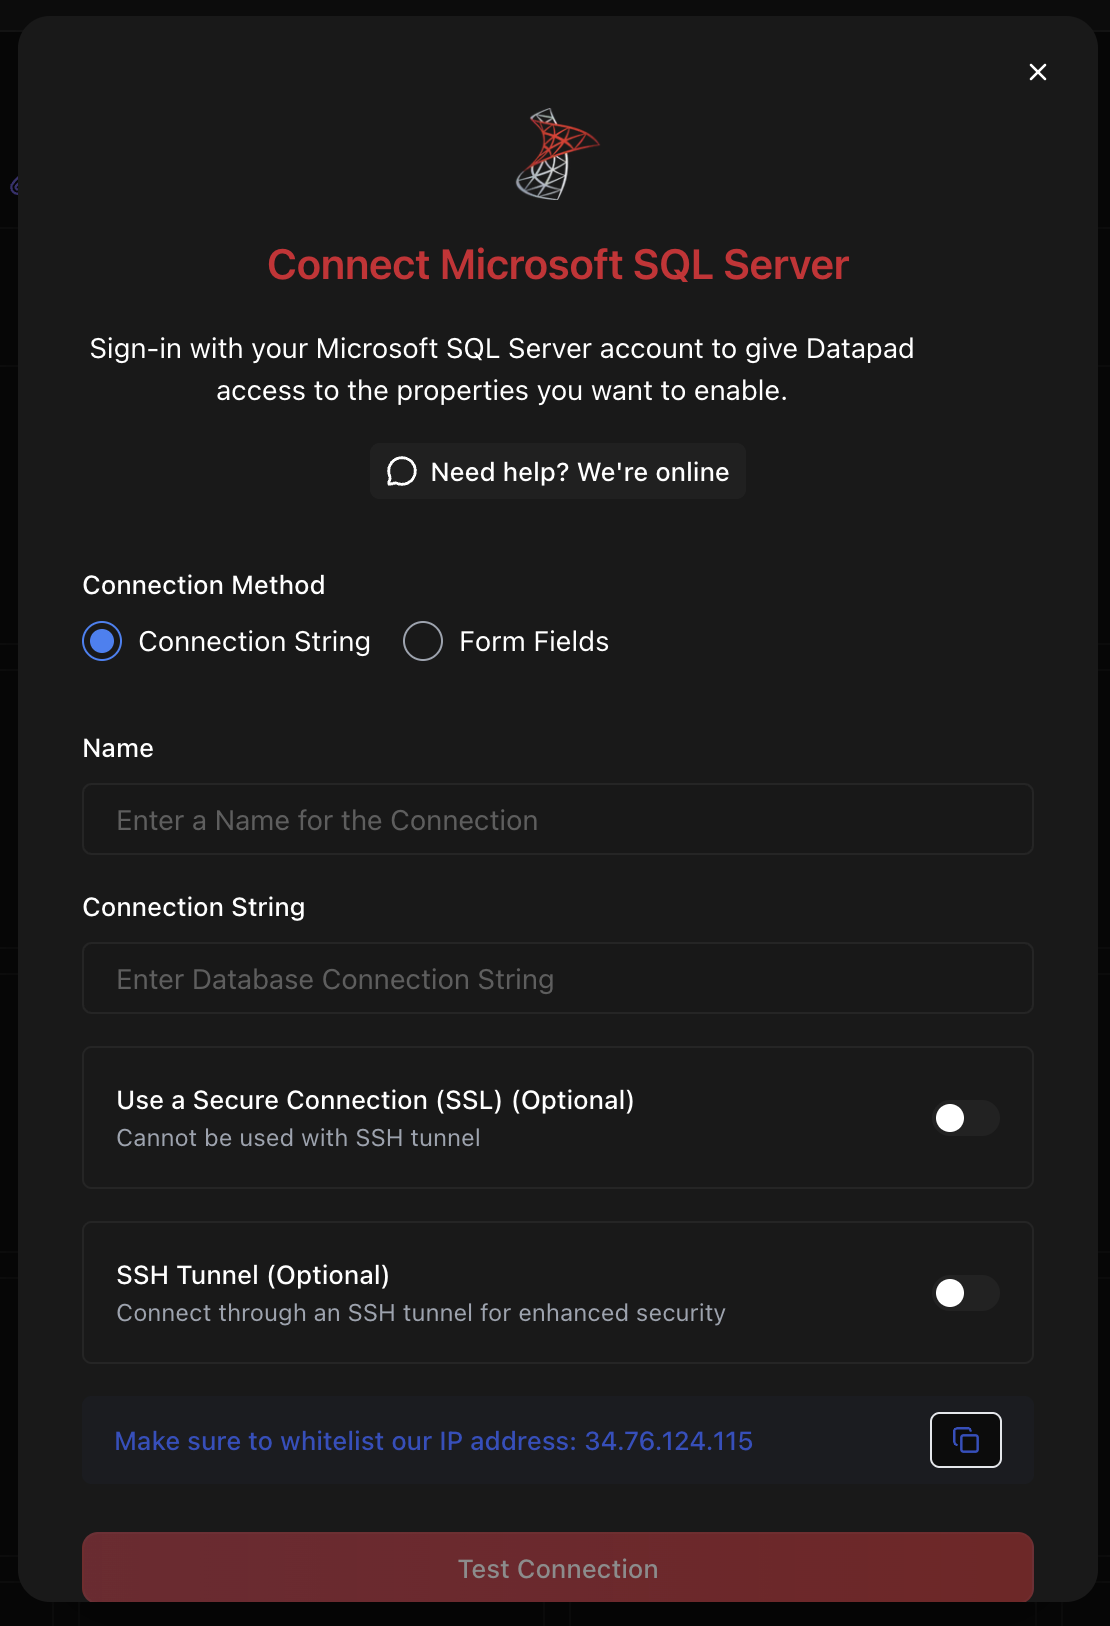 Connect Microsoft SQL Server
Sign-in with your Microsoft SQL Server account to give Datapad
access to the properties you want to enable.
Need help? We're online
Connection Method
Connection String
Form Fields
Name
Enter a Name for the Connection
Connection String
Enter Database Connection String
Use a Secure Connection (SSL) (Optional)
Cannot be used with SSH tunnel
SSH Tunnel (Optional)
Connect through an SSH tunnel for enhanced security
Make sure to whitelist our IP address: 34.76.124.115
Test Connection